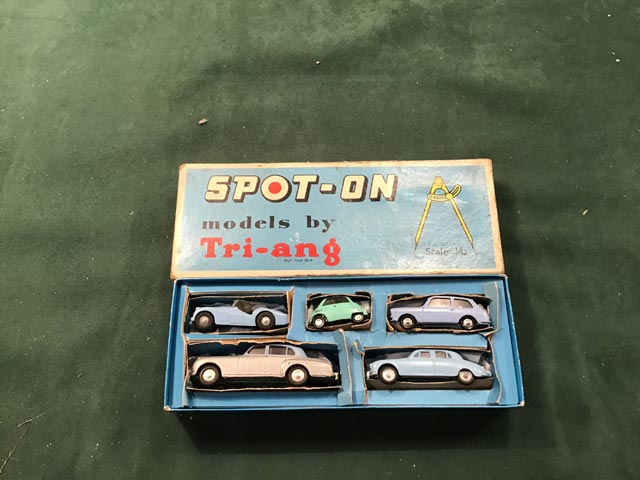 SPOT-ON
models by
Tri-ang
Scale 1/42